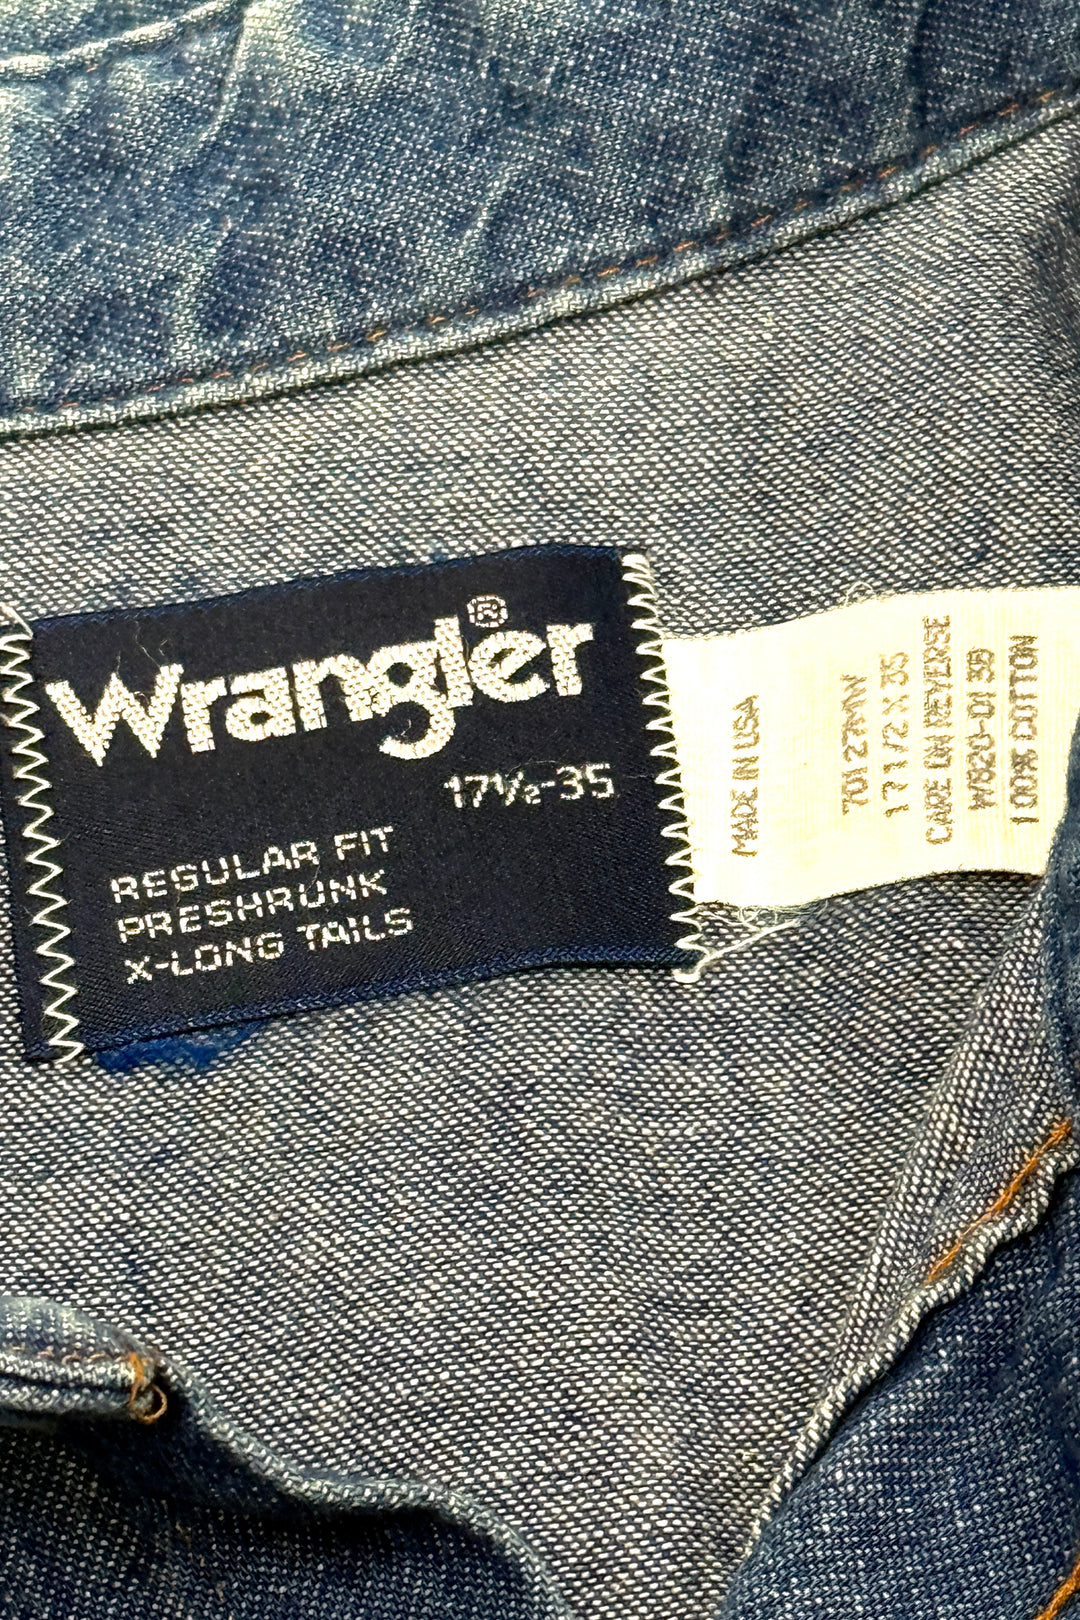 Wrangler®
17½-35
REGULAR FIT
PRESHRUNK
X-LONG TAILS
MADE IN USA
70127MW
17 1/2 X 35
CARE ON REVERSE
100% COTTON